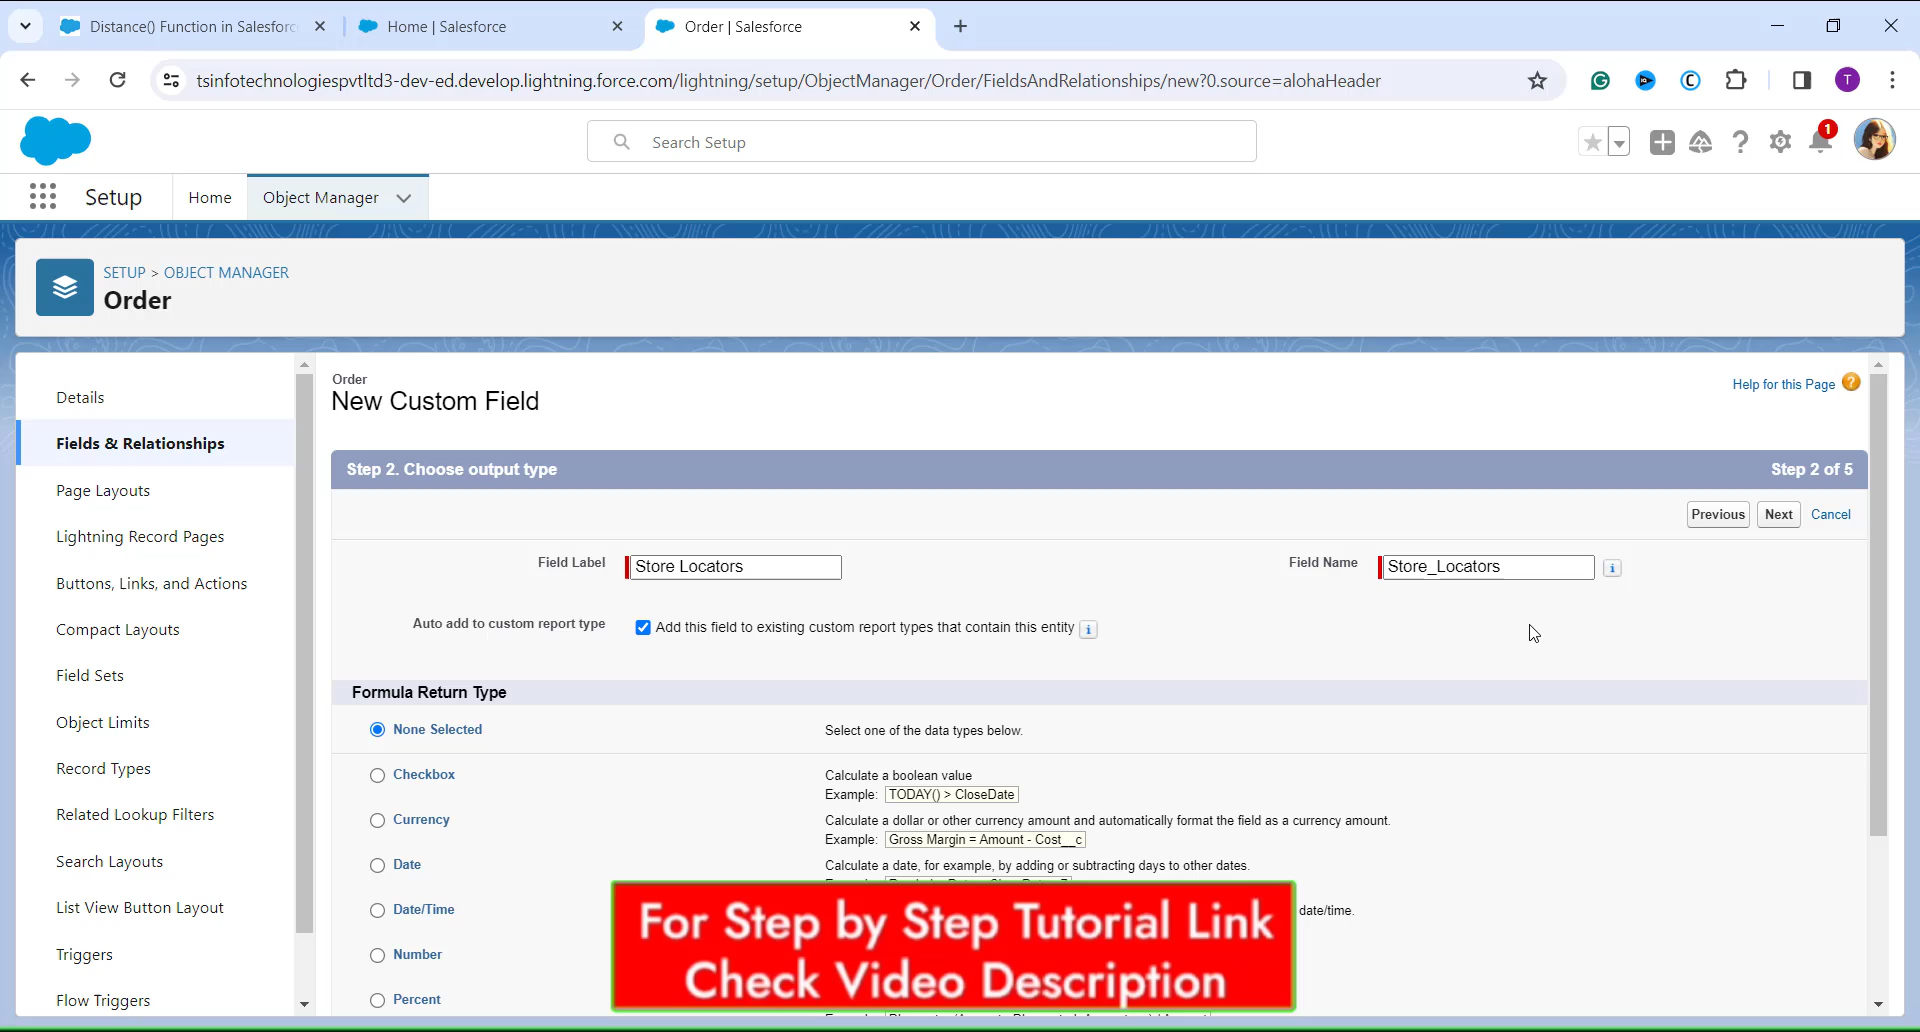 Distance() Function in Salesforc
Home | Salesforce
Order | Salesforce
tsinfotechnologiespvtltd3-dev-ed.develop.lightning.force.com/lightning/setup/ObjectManager/Order/FieldsAndRelationships/new?0.source=alohaHeader
T
Search Setup
1
Setup
Home
Object Manager
SETUP > OBJECT MANAGER
Order
Details
Fields & Relationships
Page Layouts
Lightning Record Pages
Buttons, Links, and Actions
Compact Layouts
Field Sets
Object Limits
Record Types
Related Lookup Filters
Search Layouts
List View Button Layout
Triggers
Flow Triggers
Order
New Custom Field
Help for this Page
Step 2. Choose output type
Step 2 of 5
Previous
Next
Cancel
Field Label
Store Locators
Field Name
Store_Locators
Auto add to custom report type
Add this field to existing custom report types that contain this entity
Formula Return Type
None Selected
Select one of the data types below.
Checkbox
Calculate a boolean value
Example: TODAY() > CloseDate
Currency
Calculate a dollar or other currency amount and automatically format the field as a currency amount.
Example: Gross Margin = Amount - Cost__c
Date
Calculate a date, for example, by adding or subtracting days to other dates.
Date/Time
date/time.
Number
Percent
For Step by Step Tutorial Link
Check Video Description